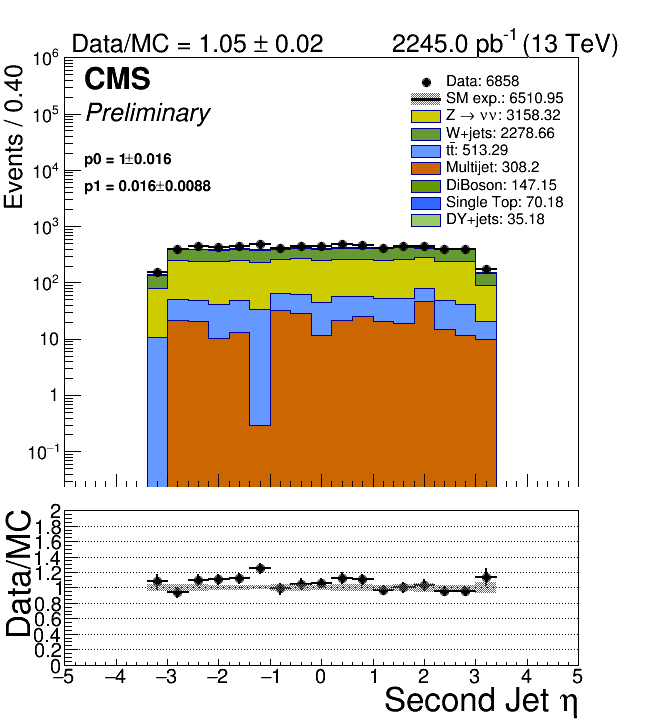 Data/MC = 1.05 ± 0.02 2245.0 pb⁻¹ (13 TeV)
Events / 0.40
10⁶
10⁵
10⁴
10³
10²
10
1
10⁻¹
CMS
Preliminary
p0 = 1±0.016
p1 = 0.016±0.0088
Data: 6858
SM exp.: 6510.95
Z → νν: 3158.32
W+jets: 2278.66
tt̄: 513.29
Multijet: 308.2
DiBoson: 147.15
Single Top: 70.18
DY+jets: 35.18
Data/MC
2
1.8
1.6
1.4
1.2
1
0.8
0.6
0.4
0.2
0
−5 −4 −3 −2 −1 0 1 2 3 4 5
Second Jet η